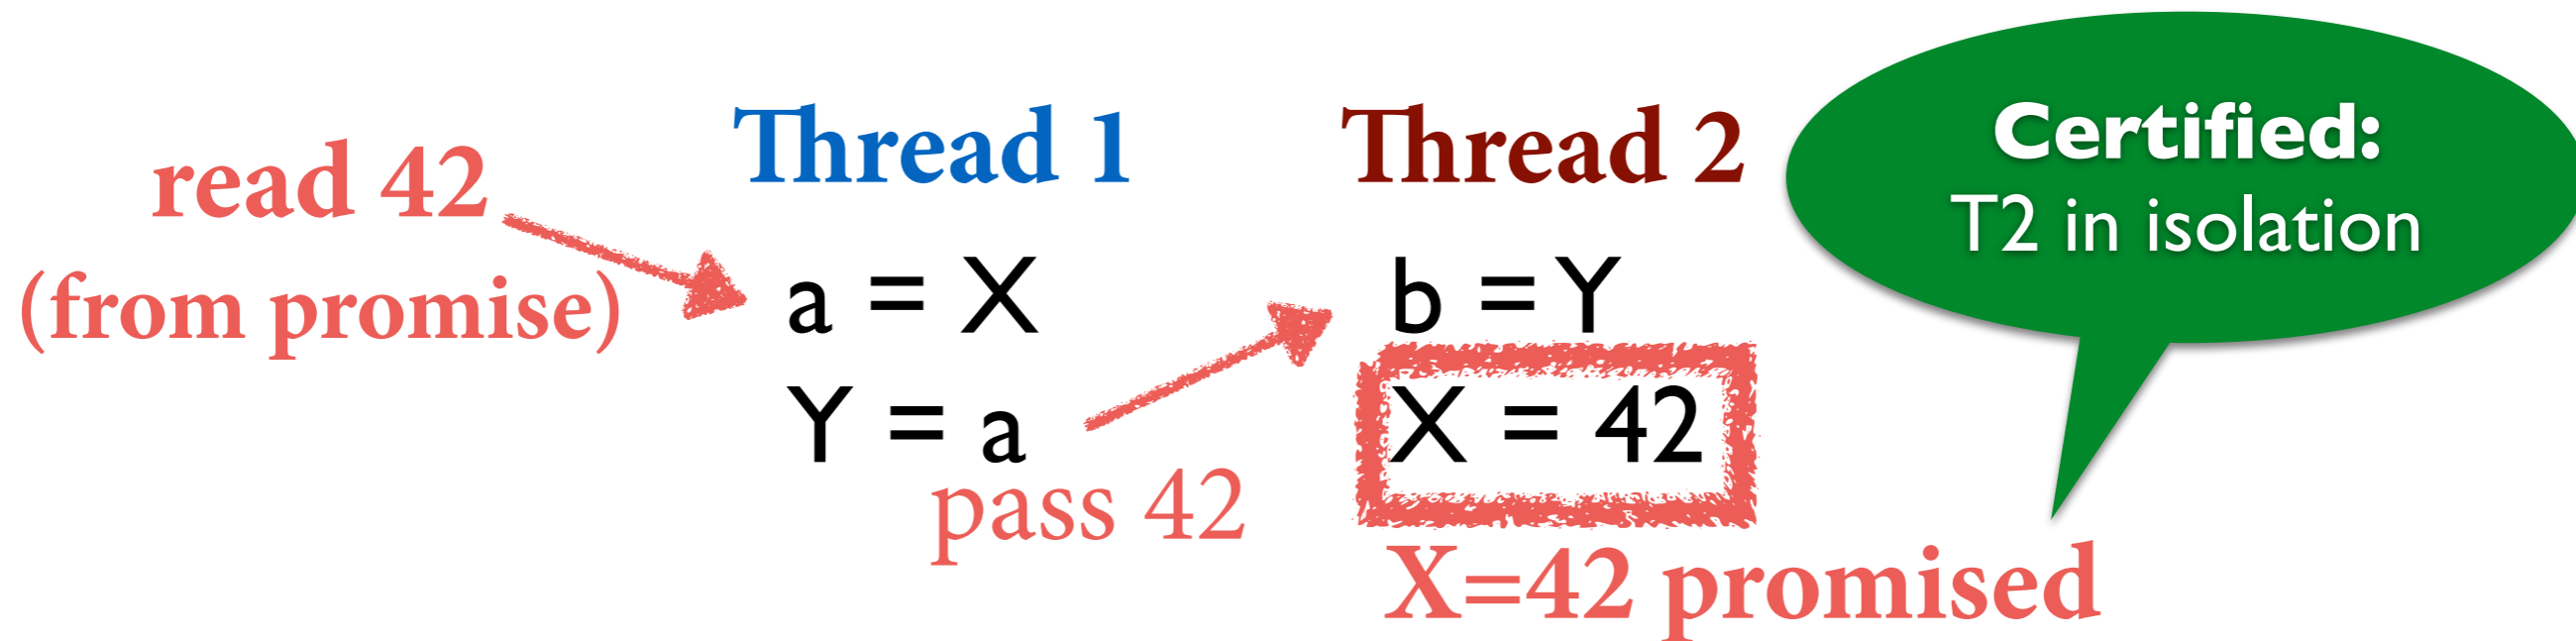 read 42
(from promise)
Thread 1
a = X
Y = a
pass 42
Thread 2
b = Y
X = 42
X=42 promised
Certified:
T2 in isolation